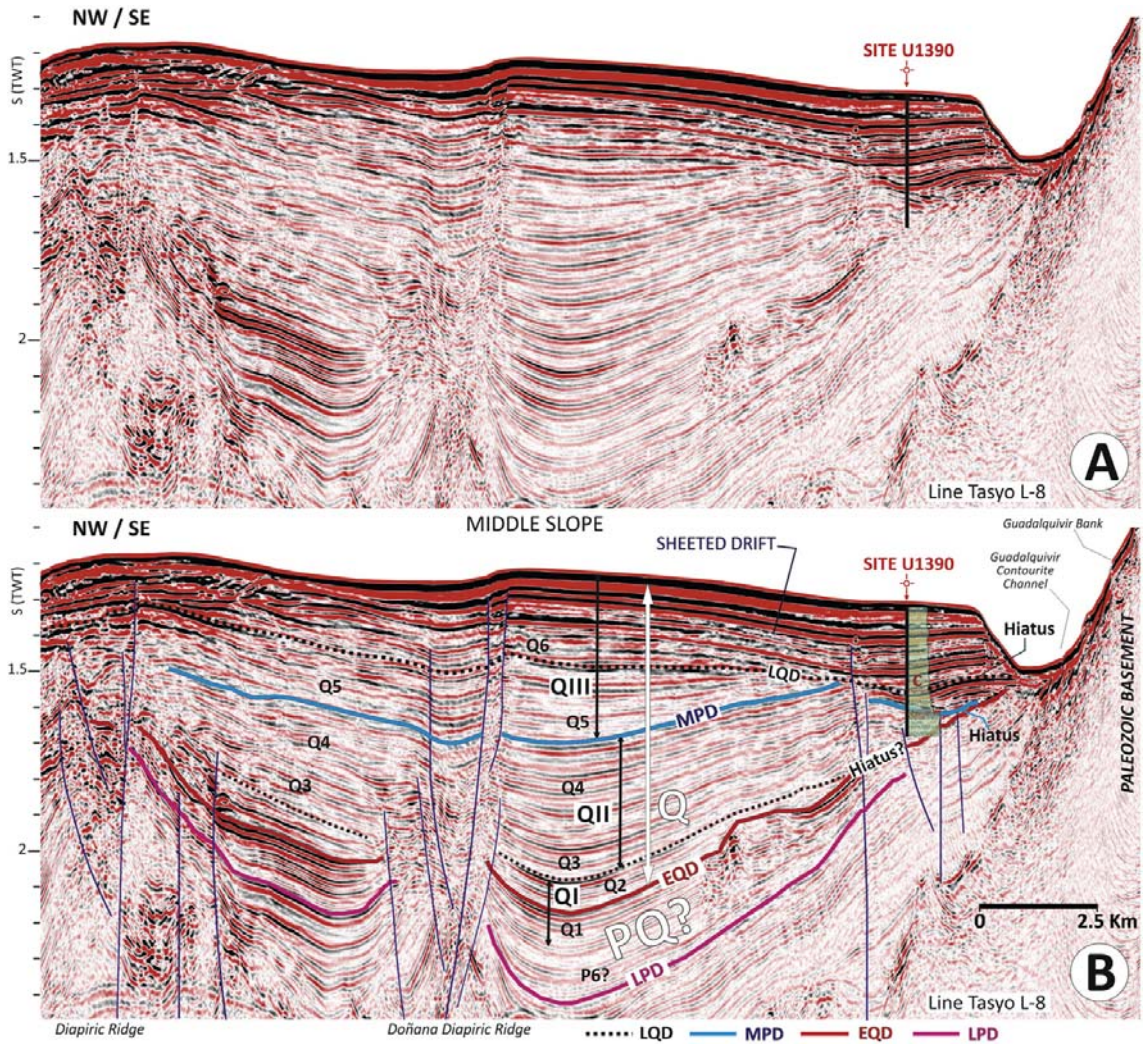 NW / SE
SITE U1390
S (TWT)
1.5
2
A
Line Tasyo L-8
NW / SE
MIDDLE SLOPE
Guadalquivir Bank
SHEETED DRIFT
SITE U1390
Guadalquivir
Contourite
Channel
S (TWT)
Hiatus
PALEOZOIC BASEMENT
Q6
1.5
LQD
C
Q5
QIII
Q5
MPD
Hiatus
Q4
Hiatus?
Q4
Q3
QII
Q
2
Q3
Q2
EQD
QI
Q1
PQ?
0
2.5 Km
P6?
LPD
B
Line Tasyo L-8
Diapiric Ridge
Doñana Diapiric Ridge
LQD
MPD
EQD
LPD